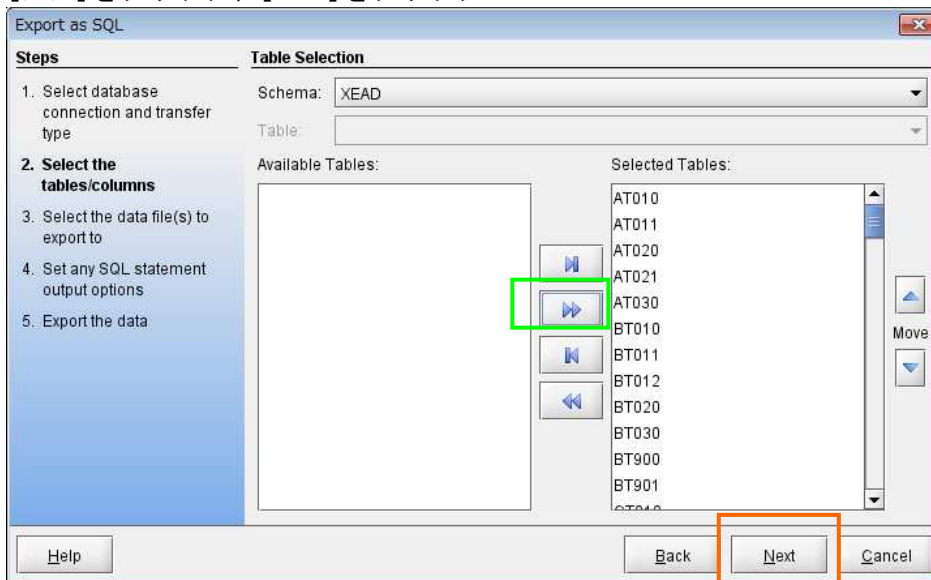 Export as SQL
Steps
1. Select database
connection and transfer
type
2. Select the
tables/columns
3. Select the data file(s) to
export to
4. Set any SQL statement
output options
5. Export the data
Table Selection
Schema: XEAD
Table:
Available Tables:
Selected Tables:
AT010
AT011
AT020
AT021
AT030
BT010
BT011
BT012
BT020
BT030
BT900
BT901
Move
Help
Back
Next
Cancel